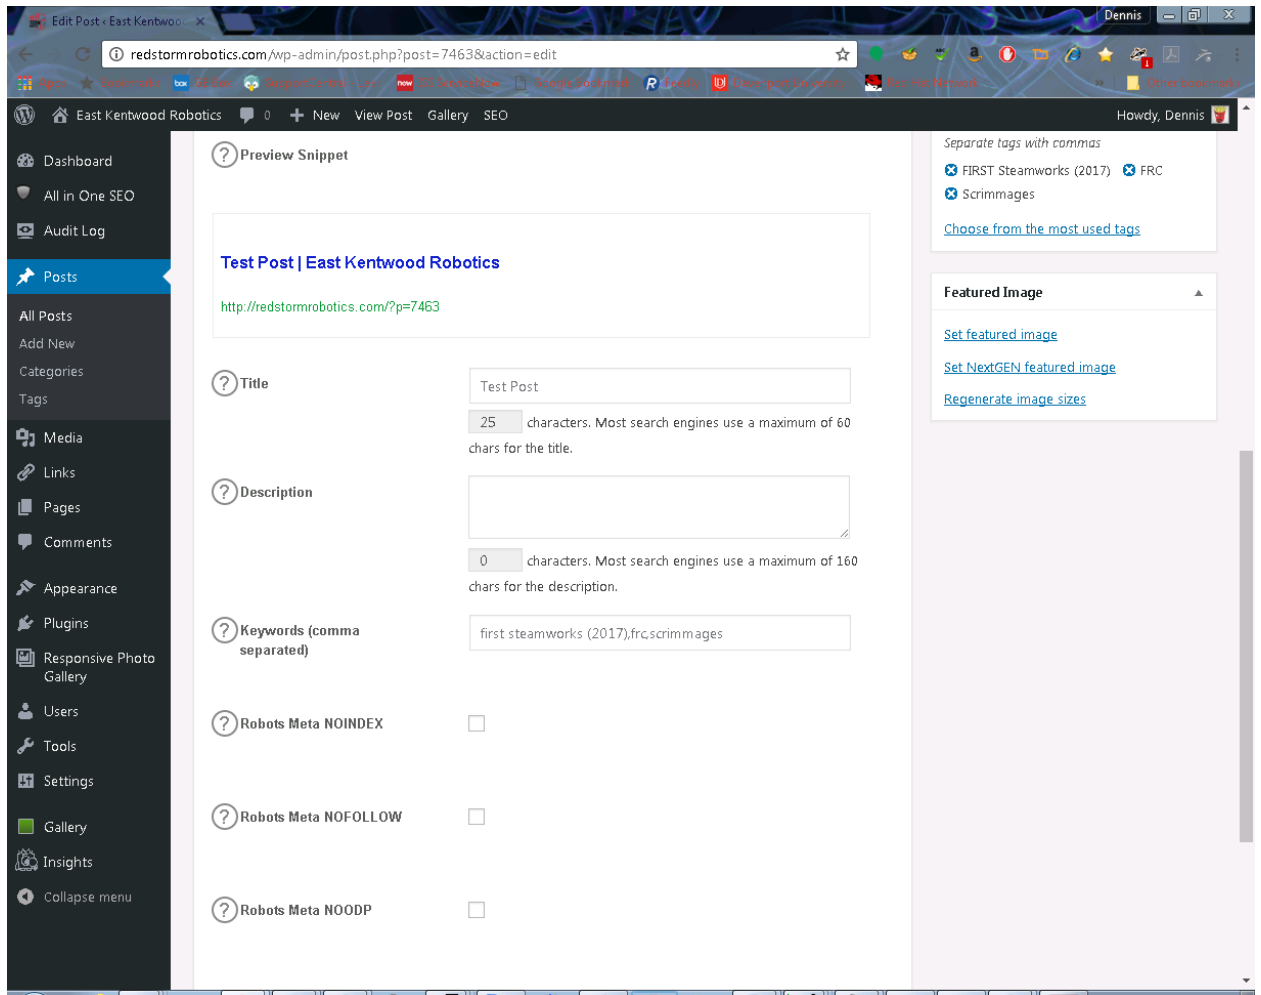 Edit Post ‹ East Kentwoo
Dennis
redstormrobotics.com/wp-admin/post.php?post=7463&action=edit
Apps Bookmarks
Other bookmarks
East Kentwood Robotics 0 New View Post Gallery SEO
Howdy, Dennis
Dashboard
All in One SEO
Audit Log
Posts
All Posts
Add New
Categories
Tags
Media
Links
Pages
Comments
Appearance
Plugins
Responsive Photo
Gallery
Users
Tools
Settings
Gallery
Insights
Collapse menu
Preview Snippet
Test Post | East Kentwood Robotics
http://redstormrobotics.com/?p=7463
Title
Test Post
25 characters. Most search engines use a maximum of 60
chars for the title.
Description
0 characters. Most search engines use a maximum of 160
chars for the description.
Keywords (comma
separated)
first steamworks (2017),frc,scrimmages
Robots Meta NOINDEX
Robots Meta NOFOLLOW
Robots Meta NOODP
Separate tags with commas
FIRST Steamworks (2017) FRC
Scrimmages
Choose from the most used tags
Featured Image
Set featured image
Set NextGEN featured image
Regenerate image sizes